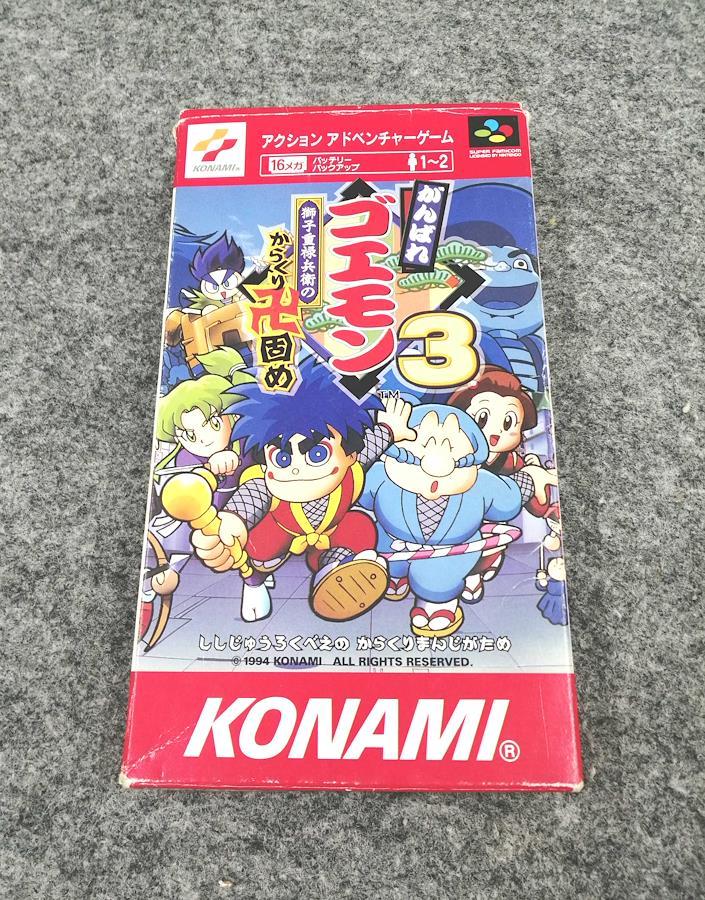 KONAMI®
アクション アドベンチャーゲーム
SUPER FAMICOM
LICENSED BY NINTENDO
16メガ
バッテリー
バックアップ
1~2
がんばれ
ゴエモン
3
TM
獅子重禄兵衛の
からくり
卍固め
ししじゅうろくべえの からくりまんじがため
© 1994 KONAMI ALL RIGHTS RESERVED.
KONAMI®